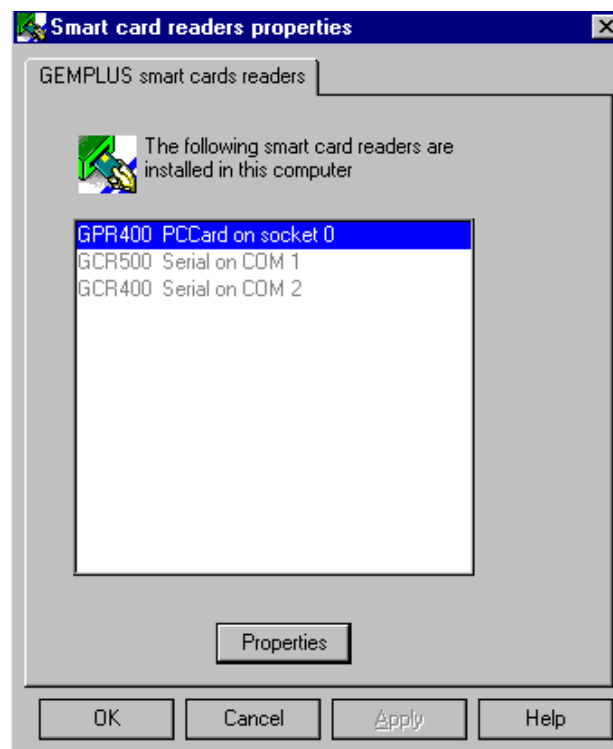 Smart card readers properties
GEMPLUS smart cards readers
The following smart card readers are
installed in this computer
GPR400 PCCard on socket 0
GCR500 Serial on COM 1
GCR400 Serial on COM 2
Properties
OK
Cancel
Apply
Help